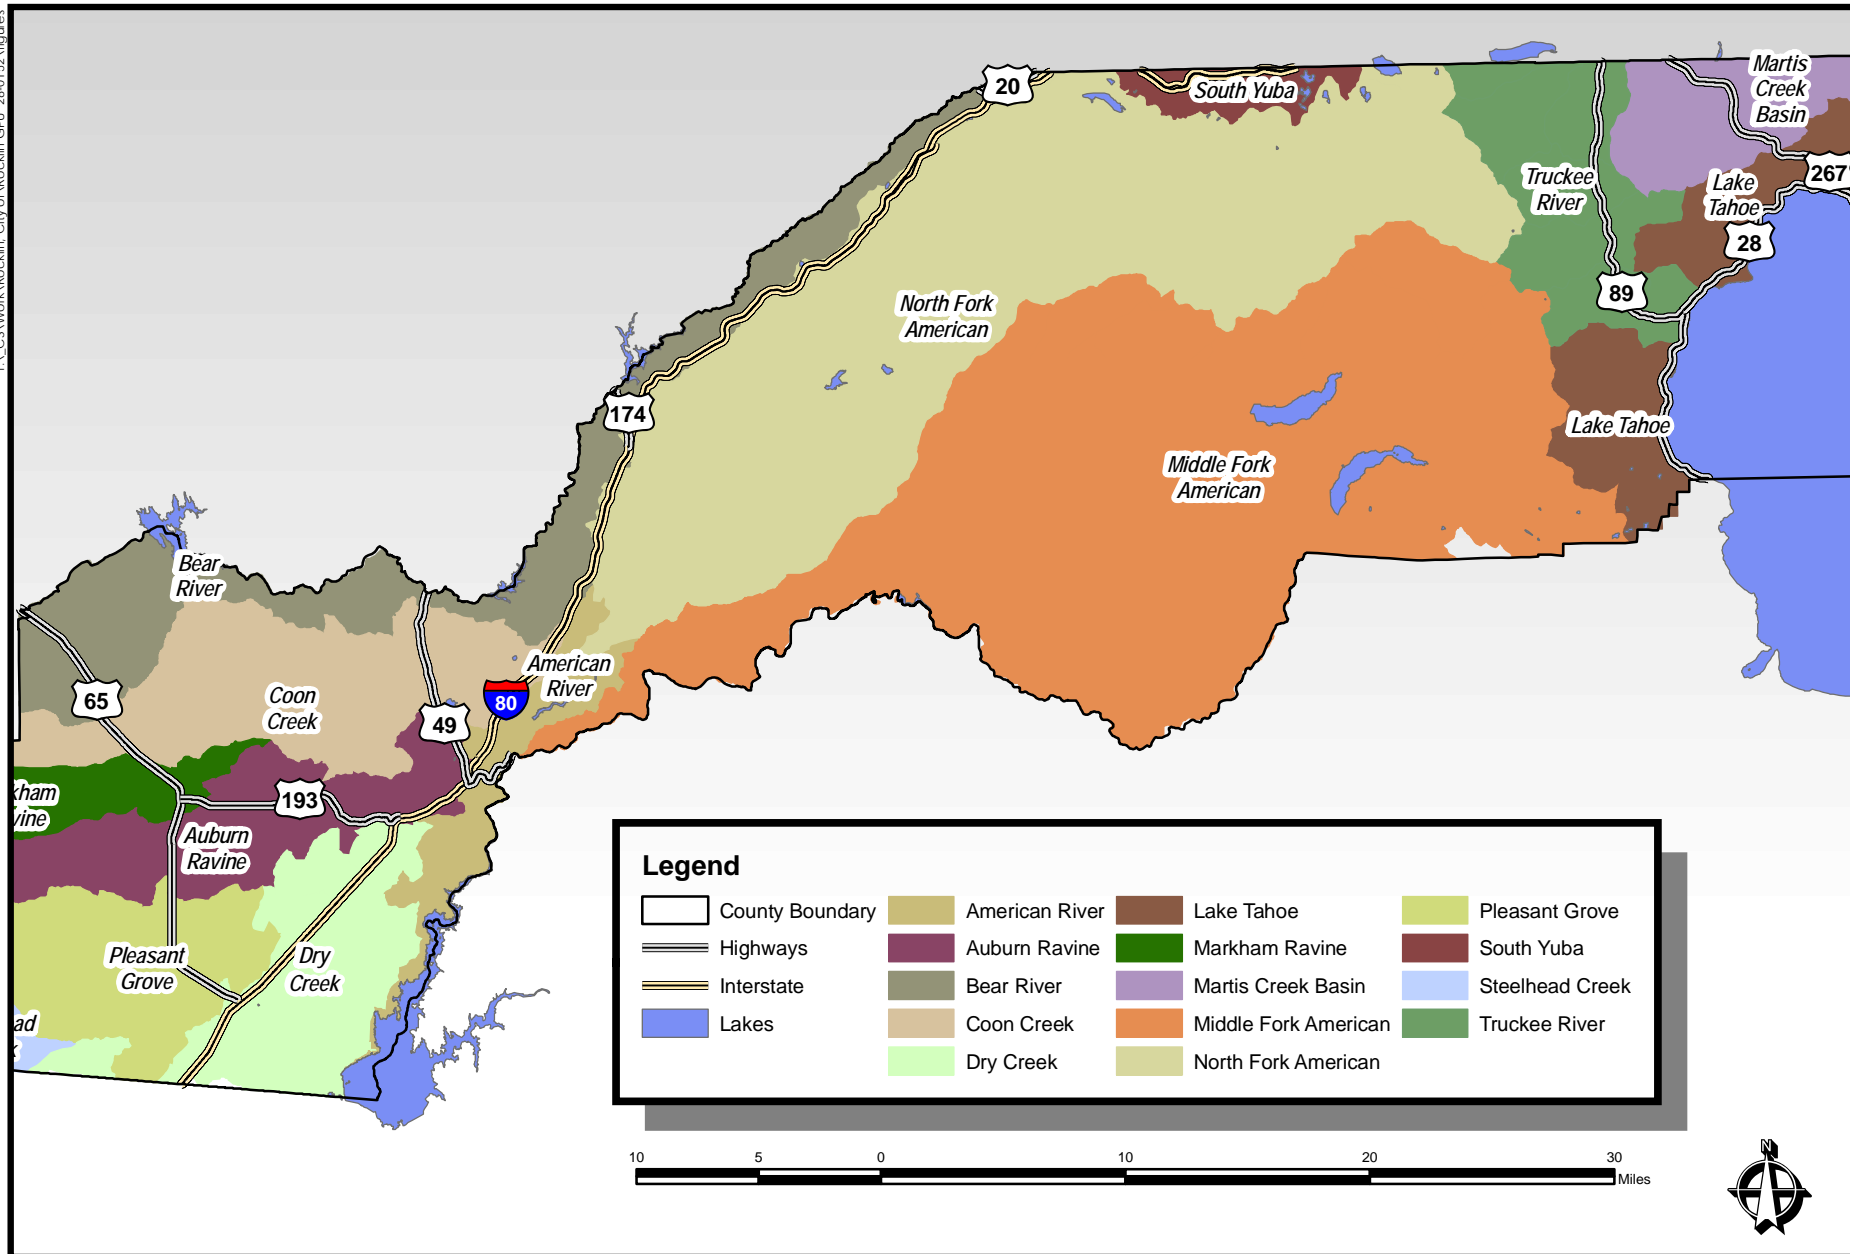 20
South Yuba
Martis
Creek
Basin
267
Truckee
River
Lake
Tahoe
28
89
North Fork
American
174
Lake Tahoe
Middle Fork
American
Bear
River
65
Coon
Creek
American
River
80
49
193
Auburn
Ravine
Pleasant
Grove
Dry
Creek
Legend
County Boundary
Highways
Interstate
Lakes
American River
Auburn Ravine
Bear River
Coon Creek
Dry Creek
Lake Tahoe
Markham Ravine
Martis Creek Basin
Middle Fork American
North Fork American
Pleasant Grove
South Yuba
Steelhead Creek
Truckee River
10 5 0 10 20 30
Miles
N